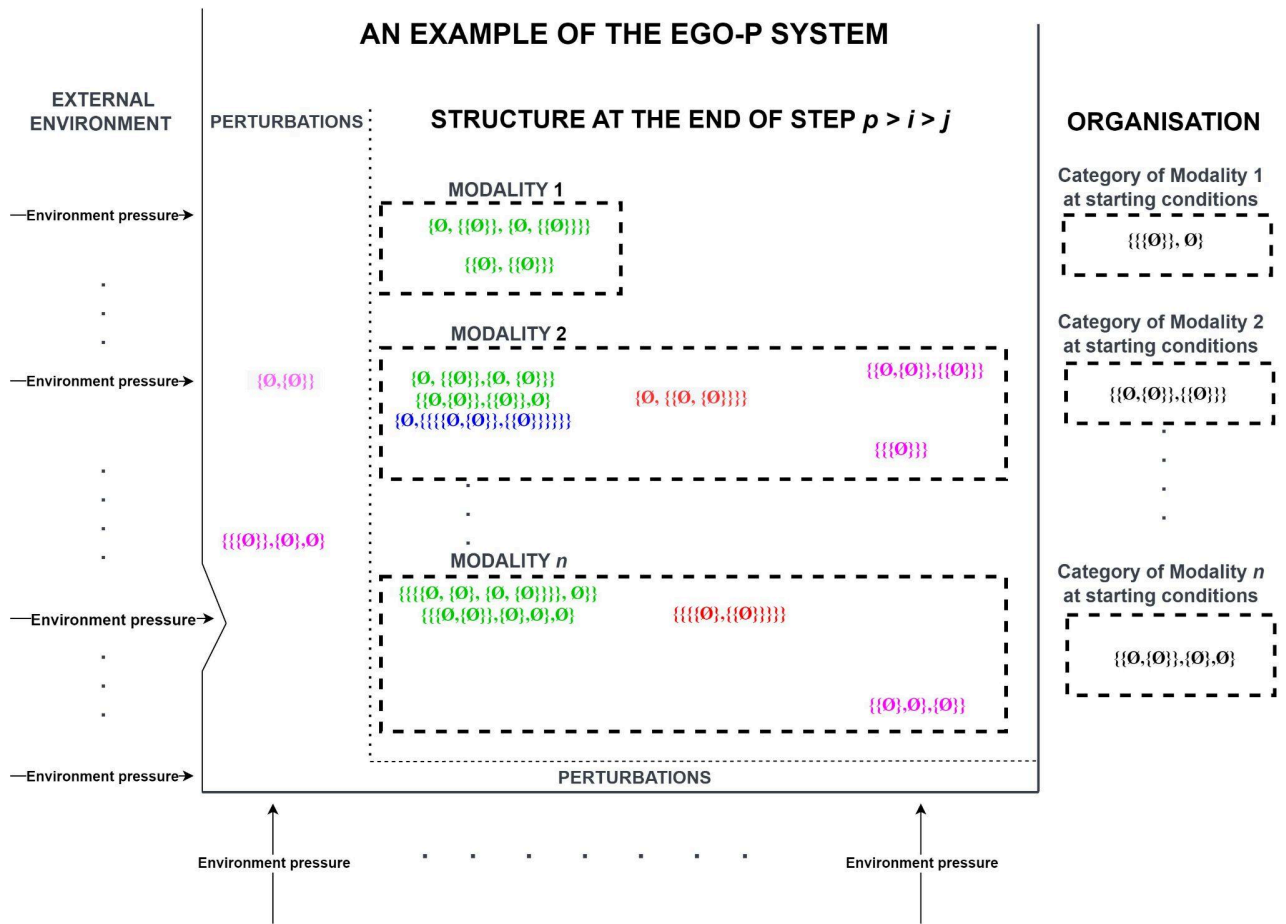 AN EXAMPLE OF THE EGO-P SYSTEM
EXTERNAL
ENVIRONMENT
PERTURBATIONS
STRUCTURE AT THE END OF STEP p > i > j
ORGANISATION
MODALITY 1
Category of Modality 1
at starting conditions
Environment pressure
{Ø, {{Ø}}, {Ø, {{Ø}}}}
{{{Ø}}, Ø}
{{Ø}, {{Ø}}}
MODALITY 2
Category of Modality 2
at starting conditions
Environment pressure
{Ø,{Ø}}
{Ø, {{Ø}},{Ø, {Ø}}}
{{Ø,{Ø}},{{Ø}}}
{{Ø,{Ø}},{{Ø}},Ø}
{Ø, {{Ø, {Ø}}}}
{{Ø,{Ø}},{{Ø}}}
{Ø,{{{{Ø,{Ø}},{{Ø}}}}}}
{{{Ø}}}
{{{Ø}},{Ø},Ø}
MODALITY n
Category of Modality n
at starting conditions
{{{{Ø, {Ø}, {Ø, {Ø}}}}, Ø}}
{{{Ø,{Ø}},{Ø},Ø},Ø}
{{{{Ø},{{Ø}}}}}
Environment pressure
{{Ø,{Ø}},{Ø},Ø}
{{{Ø},Ø},{Ø}}
Environment pressure
PERTURBATIONS
Environment pressure
Environment pressure